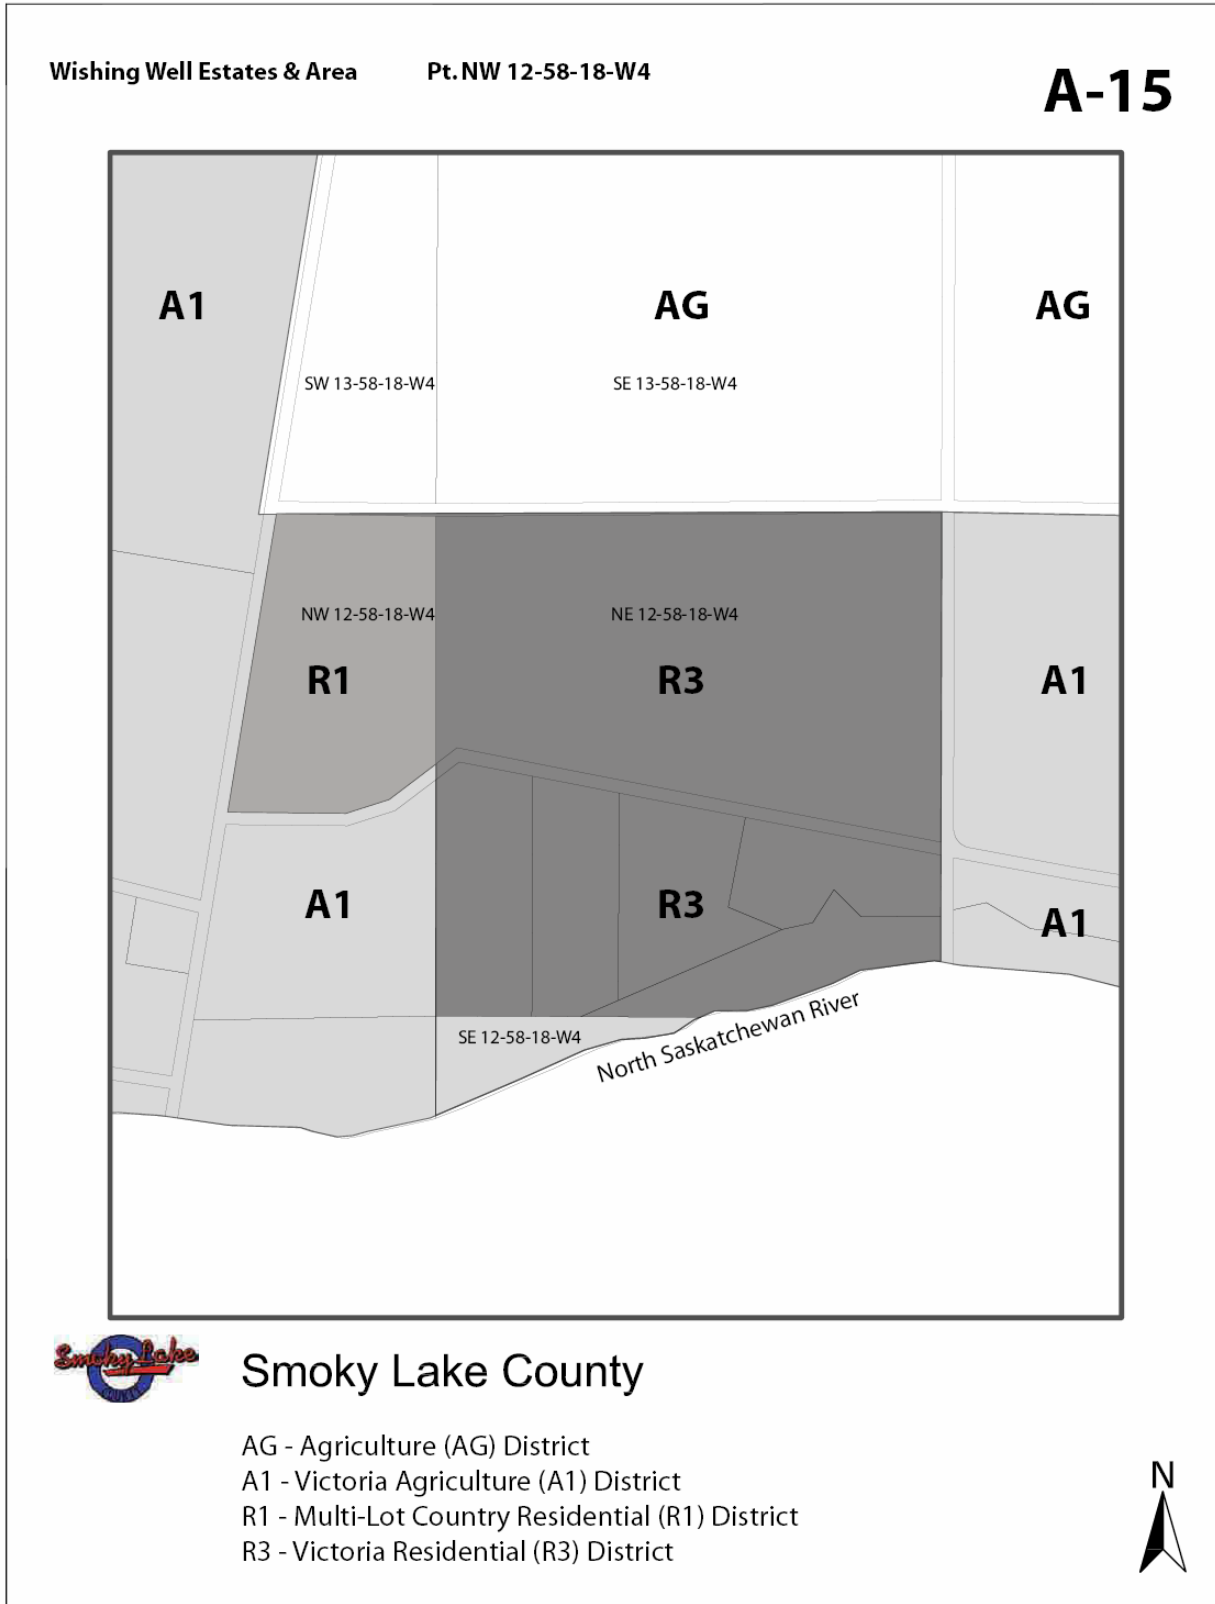 Wishing Well Estates & Area Pt. NW 12-58-18-W4
A-15
A1 AG AG
SW 13-58-18-W4 SE 13-58-18-W4
NW 12-58-18-W4 NE 12-58-18-W4
R1 R3 A1
A1 R3 A1
SE 12-58-18-W4
North Saskatchewan River
Smoky Lake
COUNTY
Smoky Lake County
AG - Agriculture (AG) District
A1 - Victoria Agriculture (A1) District
R1 - Multi-Lot Country Residential (R1) District
R3 - Victoria Residential (R3) District
N